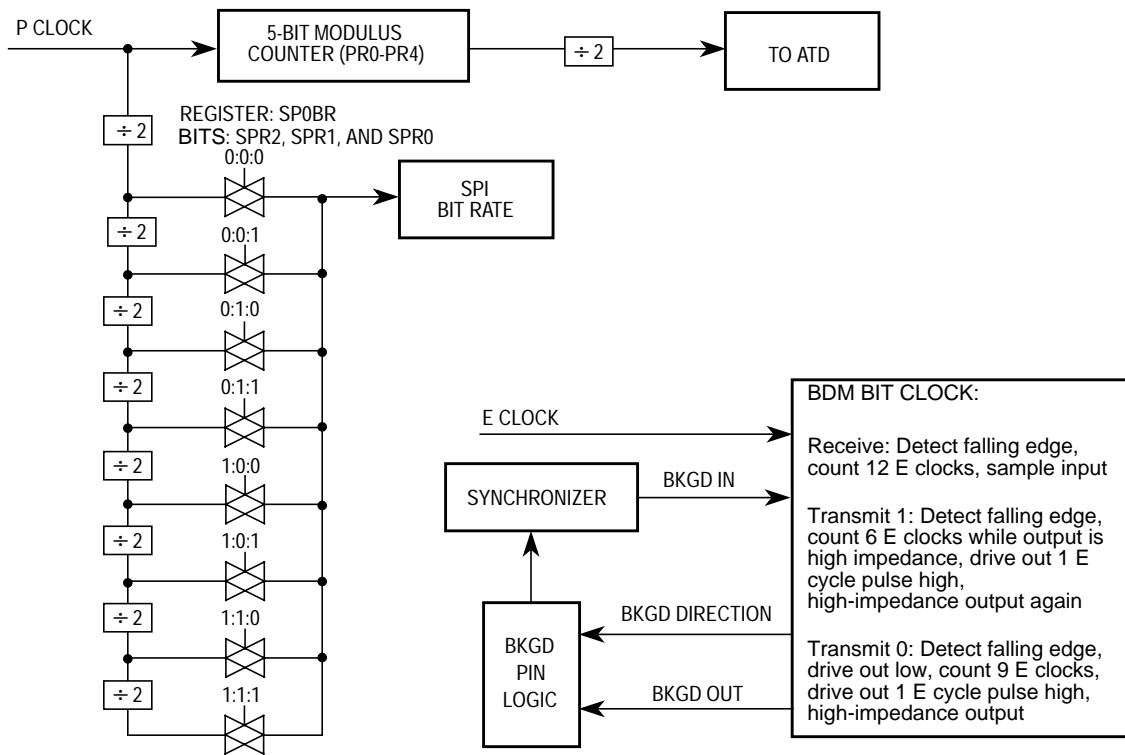 P CLOCK
5-BIT MODULUS
COUNTER (PR0-PR4)
÷ 2
TO ATD
÷ 2
REGISTER: SP0BR
BITS: SPR2, SPR1, AND SPR0
0:0:0
SPI
BIT RATE
÷ 2
0:0:1
÷ 2
0:1:0
÷ 2
0:1:1
÷ 2
1:0:0
÷ 2
1:0:1
÷ 2
1:1:0
÷ 2
1:1:1
E CLOCK
SYNCHRONIZER
BKGD IN
BKGD
PIN
LOGIC
BKGD DIRECTION
BKGD OUT
BDM BIT CLOCK:
Receive: Detect falling edge,
count 12 E clocks, sample input
Transmit 1: Detect falling edge,
count 6 E clocks while output is
high impedance, drive out 1 E
cycle pulse high,
high-impedance output again
Transmit 0: Detect falling edge,
drive out low, count 9 E clocks,
drive out 1 E cycle pulse high,
high-impedance output